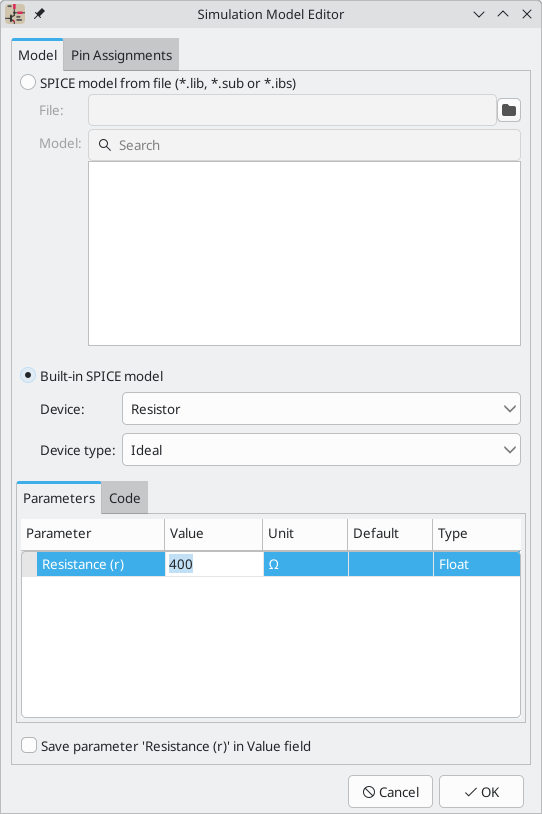 Simulation Model Editor
Model Pin Assignments
SPICE model from file (*.lib, *.sub or *.ibs)
File:
Model: Search
Built-in SPICE model
Device: Resistor
Device type: Ideal
Parameters Code
Parameter Value Unit Default Type
Resistance (r) 400 Ω Float
Save parameter 'Resistance (r)' in Value field
Cancel OK